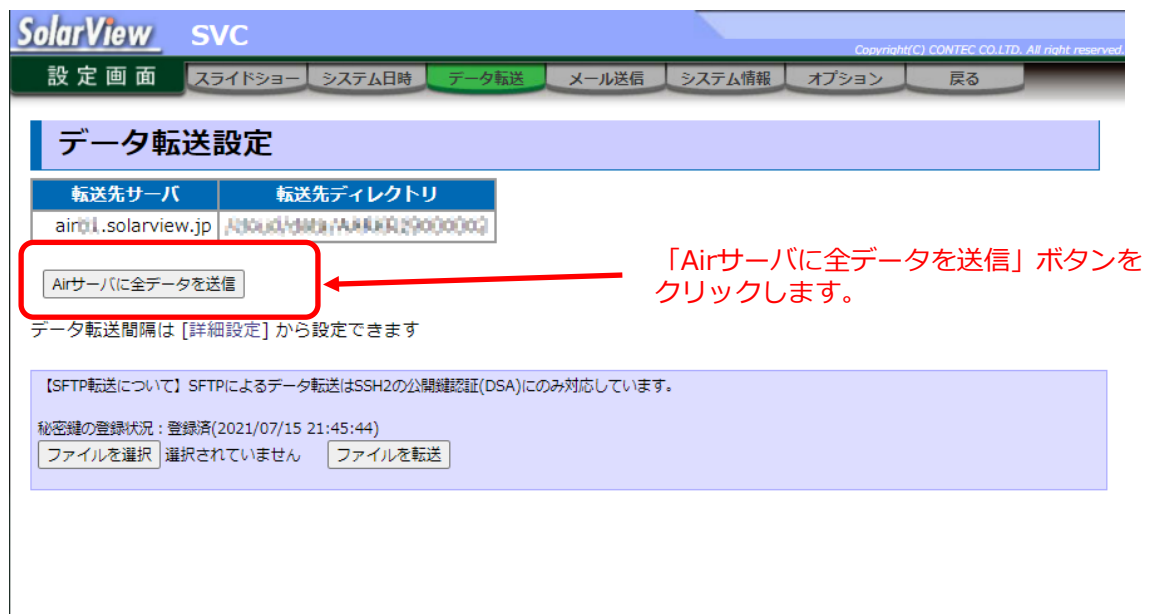 SolarView SVC
Copyright(C) CONTEC CO.LTD. All right reserved.
設定画面 スライドショー システム日時 データ転送 メール送信 システム情報 オプション 戻る
データ転送設定
転送先サーバ 転送先ディレクトリ
.solarview.jp
Airサーバに全データを送信
「Airサーバに全データを送信」ボタンを
クリックします。
データ転送間隔は [詳細設定] から設定できます
【SFTP転送について】SFTPによるデータ転送はSSH2の公開鍵認証(DSA)にのみ対応しています。
秘密鍵の登録状況：登録済(2021/07/15 21:45:44)
ファイルを選択 選択されていません ファイルを転送